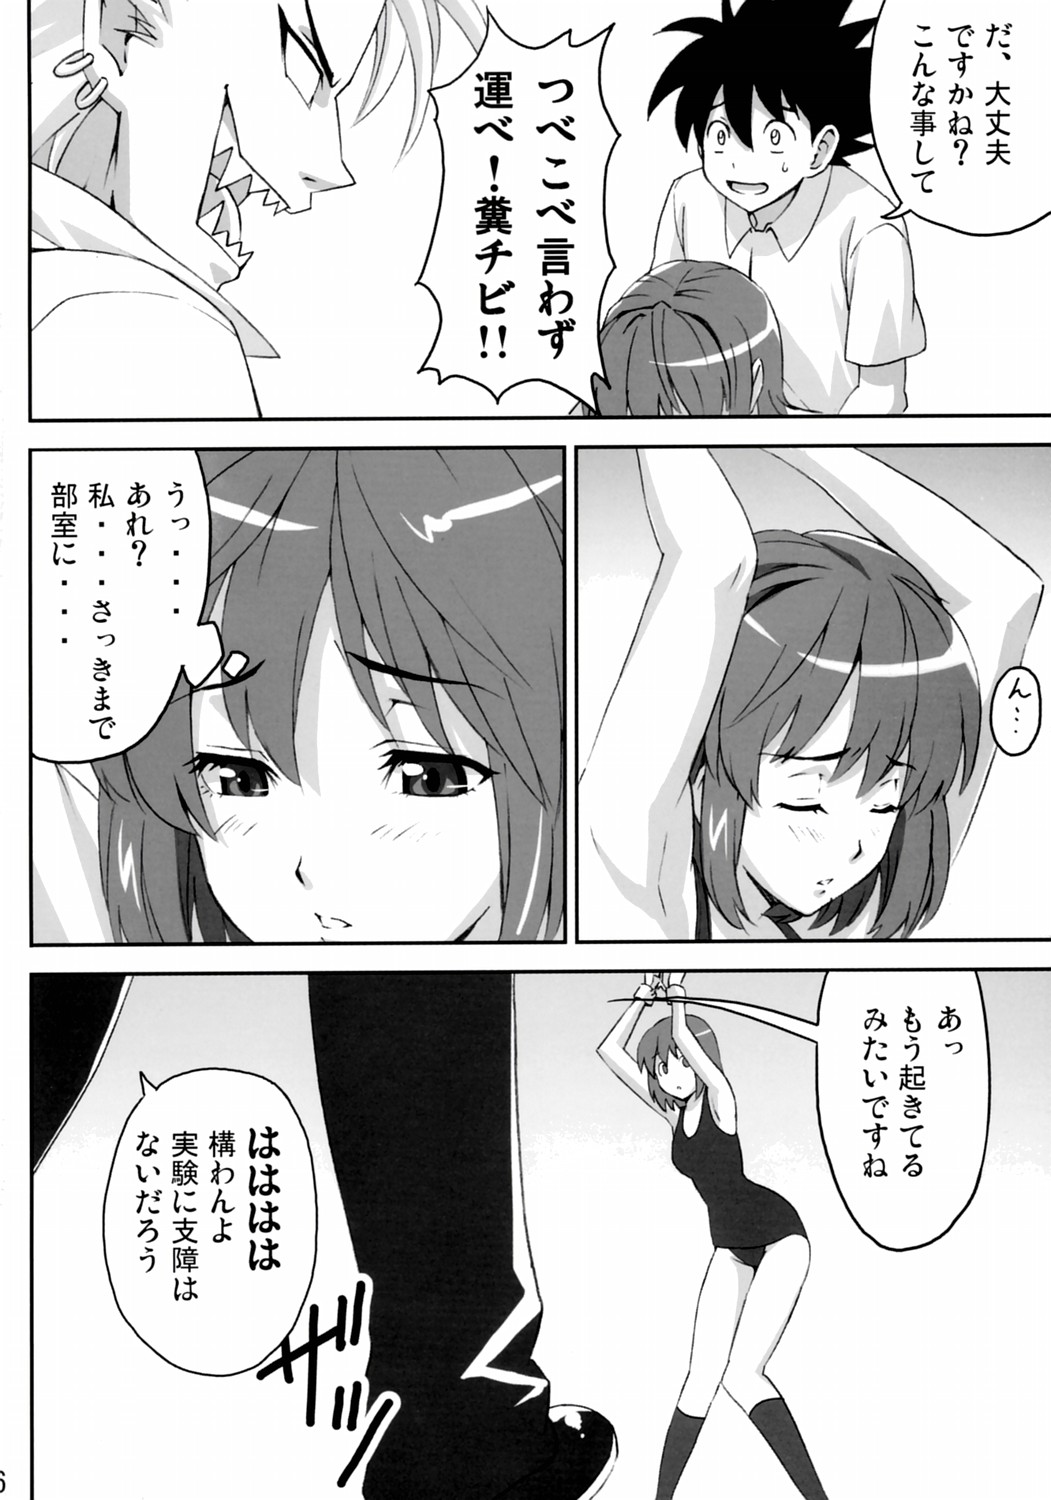 だ、大丈夫
ですかね？
こんな事して
つべこべ言わず
運べ！糞チビ!!
ん…
うっ・・・・
あれ？
私・・・さっきまで
部室に・・・
あっ
もう起きてる
みたいですね
はははは
構わんよ
実験に支障は
ないだろう
ザッ
6